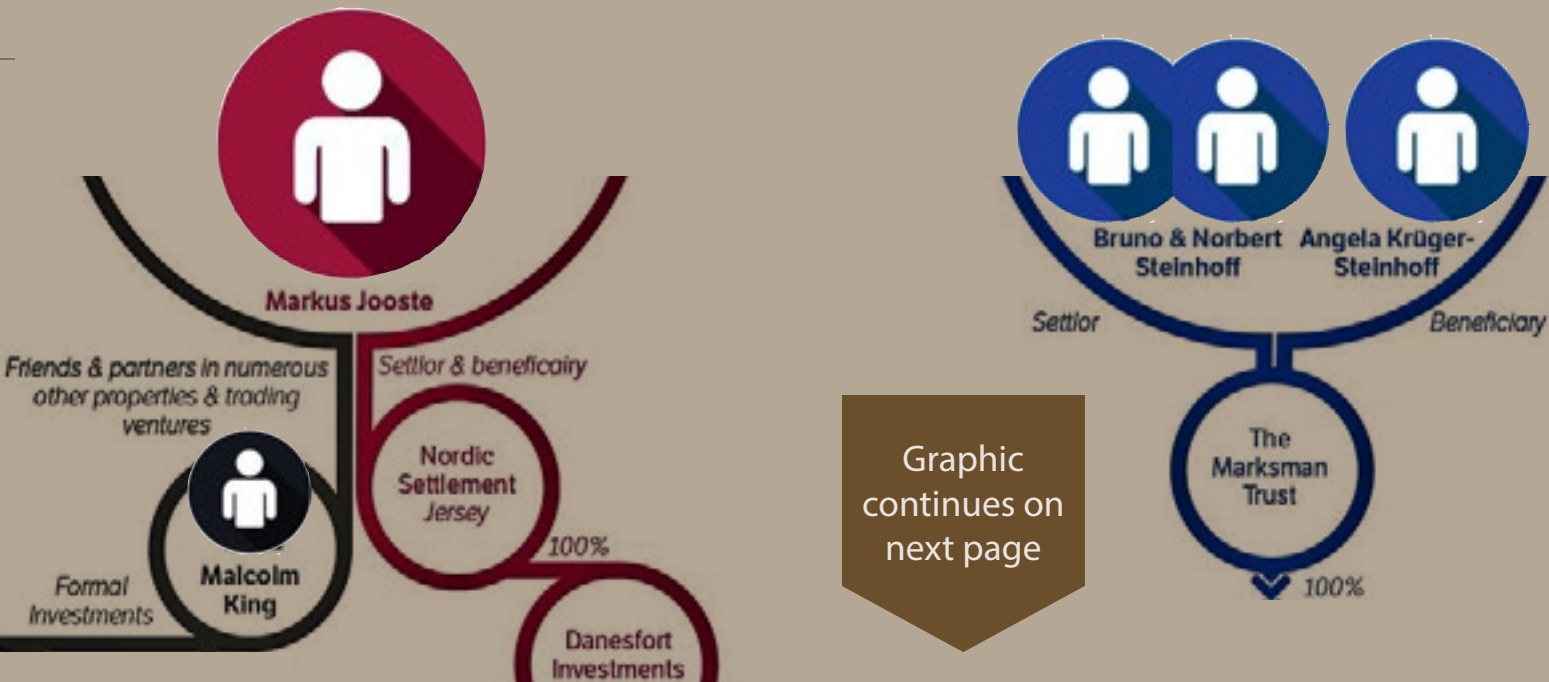 Markus Jooste
Friends & partners in numerous
other properties & trading
ventures
Settlor & beneficairy
Nordic
Settlement
Jersey
100%
Malcolm
King
Formal
Investments
Danesfort
Investments
Graphic
continues on
next page
Bruno & Norbert
Steinhoff
Angela Krüger-
Steinhoff
Settlor
Beneficiary
The
Marksman
Trust
100%